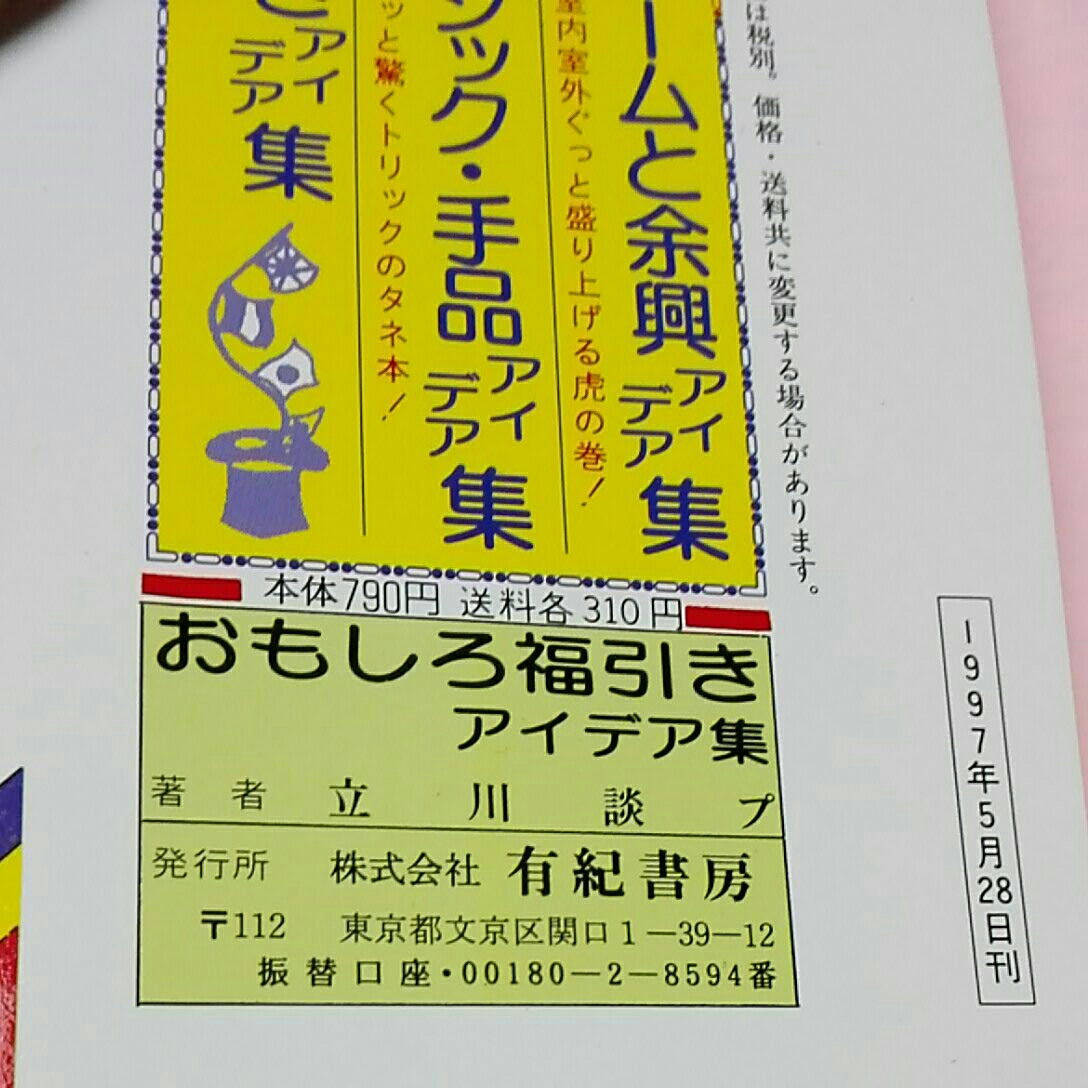 は税別。価格・送料共に変更する場合があります。
ームと余興アイデア集
室内室外ぐっと盛り上げる虎の巻！
ジック・手品アイデア集
ッと驚くトリックのタネ本！
アイデア集
本体790円 送料各310円
おもしろ福引き
アイデア集
著者 立川談プ
発行所 株式会社 有紀書房
〒112 東京都文京区関口1―39―12
振替口座・00180―2―8594番
1997年5月28日刊